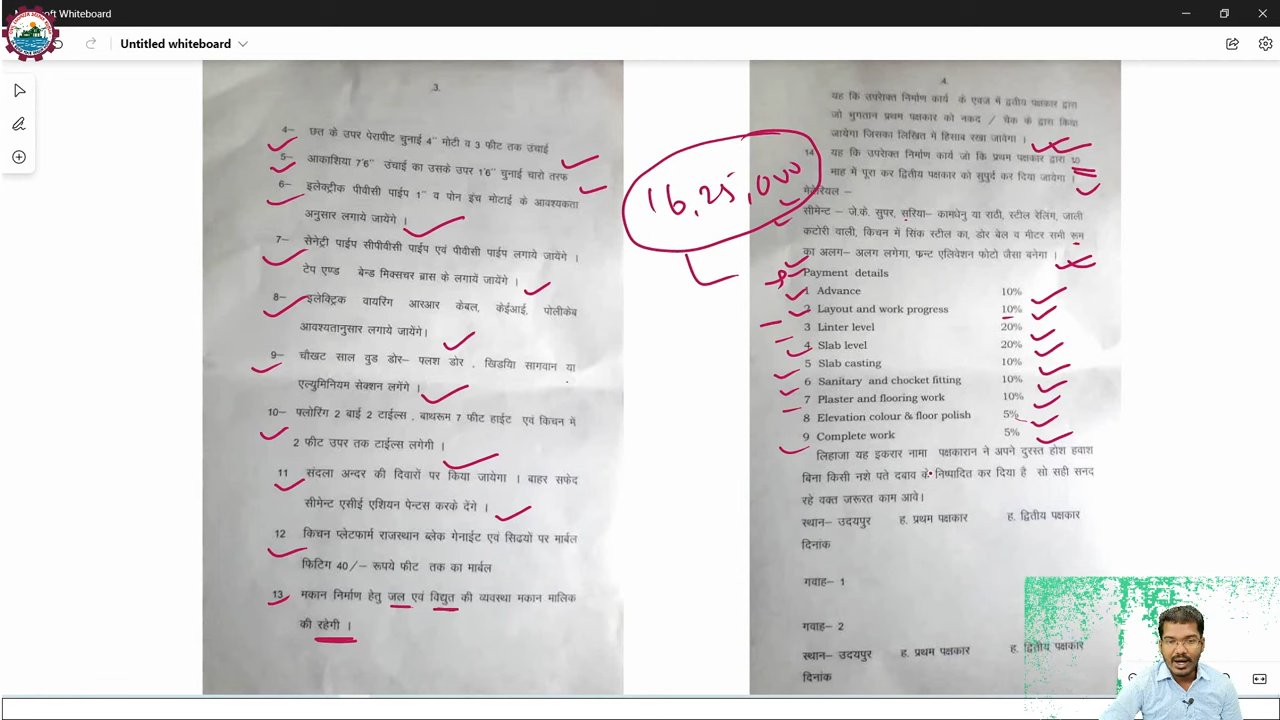 Whiteboard
Untitled whiteboard
3.
4- छत के उपर पेरापीट चुनाई 4" मोटी व 3 फीट तक उंचाई
5- आकाशिया 7'6" उंचाई का उसके उपर 1'6" चुनाई चारो तरफ
6- इलेक्ट्रीक पीवीसी पाईप 1" व पोन इंच मोटाई के आवश्यकता
अनुसार लगाये जायेंगे ।
7- सेनेट्री पाईप सीपीवीसी पाईप एवं पीवीसी पाईप लगाये जायेंगे ।
टेप एण्ड बेन्ड मिक्सचर ब्रास के लगायें जायेंगे ।
8- इलेक्ट्रिक वायरिंग आरआर केबल, केईआई, पोलीकेब
आवश्यतानुसार लगाये जायेंगे।
9- चौखट साल वुड डोर– फ्लश डोर , खिडयिा सागवान या
एल्युमिनियम सेक्शन लगेंगे ।
10- फ्लोरिंग 2 बाई 2 टाईल्स , बाथरूम 7 फीट हाईट एवं किचन में
2 फीट उपर तक टाईल्स लगेगी ।
11 संदला अन्दर की दिवारों पर किया जायेगा । बाहर सफेद
सीमेन्ट एसीई एशियन पेन्टस करके देंगे ।
12 किचन प्लेटफार्म राजस्थान ब्लेक गेनाईट एवं सिढयों पर मार्बल
फिटिग 40/– रूपये फीट तक का मार्बल
13 मकान निर्माण हेतु जल एवं विद्युत की व्यवस्था मकान मालिक
की रहेगी ।
16,25,000
4.
यह कि उपरोक्त निर्माण कार्य के एवज में द्वतीय पक्षकार द्वारा
जो भुगतान प्रथम पक्षकार को नकद / चेक के द्वारा किया
जायेगा जिसका लिखित में हिसाब रखा जावेगा ।
14 यह कि उपरोक्त निर्माण कार्य जो कि प्रथम पक्षकार द्वारा 10
माह में पूरा कर द्वितीय पक्षकार को सुपुर्द कर दिया जायेगा ।
मेटेरियल –
सीमेन्ट – जे.के. सुपर, सरिया– कामधेनु या राठी, स्टील रेलिंग, जाली
कटोरी वाली, किचन में सिंक स्टील का, डोर बेल व मीटर सभी रूम
का अलग– अलग लगेगा, फन्ट एलिवेशन फोटो जैसा बनेगा ।
Payment details
1 Advance 10%
2 Layout and work progress 10%
3 Linter level 20%
4 Slab level 20%
5 Slab casting 10%
6 Sanitary and chocket fitting 10%
7 Plaster and flooring work 10%
8 Elevation colour & floor polish 5%
9 Complete work 5%
लिहाजा यह इकरार नामा पक्षकारान ने अपने दुरस्त होश हवाश
बिना किसी नशे पते दबाव के निष्पादित कर दिया है सो सही सनद
रहे वक्त जरूरत काम आवे।
स्थान– उदयपुर ह. प्रथम पक्षकार ह. द्वितीय पक्षकार
दिनांक
गवाह– 1
गवाह– 2
स्थान– उदयपुर ह. प्रथम पक्षकार ह. द्वितीय पक्षकार
दिनांक